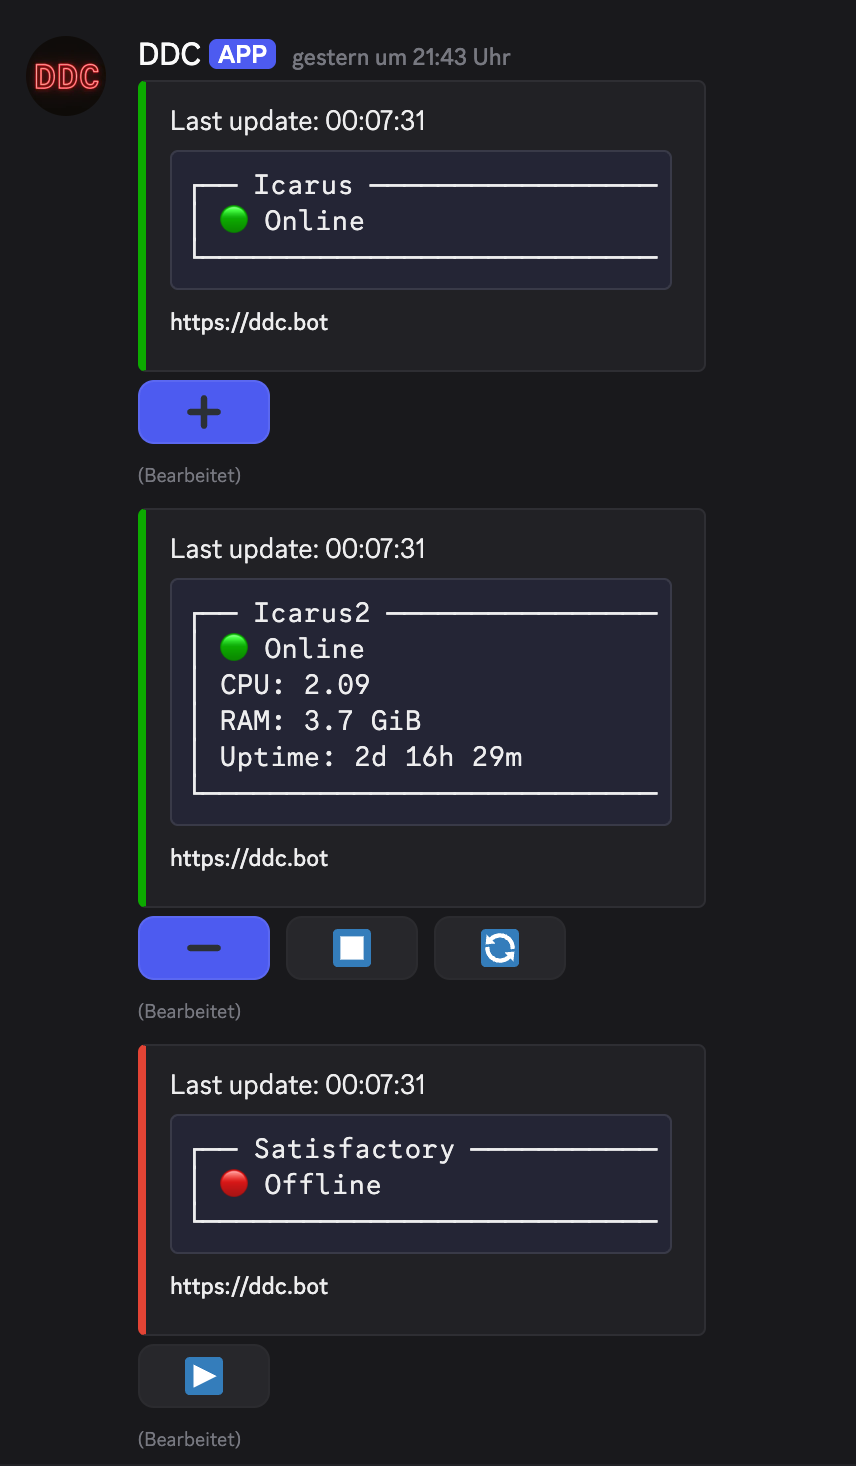 DDC
DDC APP gestern um 21:43 Uhr
Last update: 00:07:31
Icarus
Online
https://ddc.bot
(Bearbeitet)
Last update: 00:07:31
Icarus2
Online
CPU: 2.09
RAM: 3.7 GiB
Uptime: 2d 16h 29m
https://ddc.bot
(Bearbeitet)
Last update: 00:07:31
Satisfactory
Offline
https://ddc.bot
(Bearbeitet)